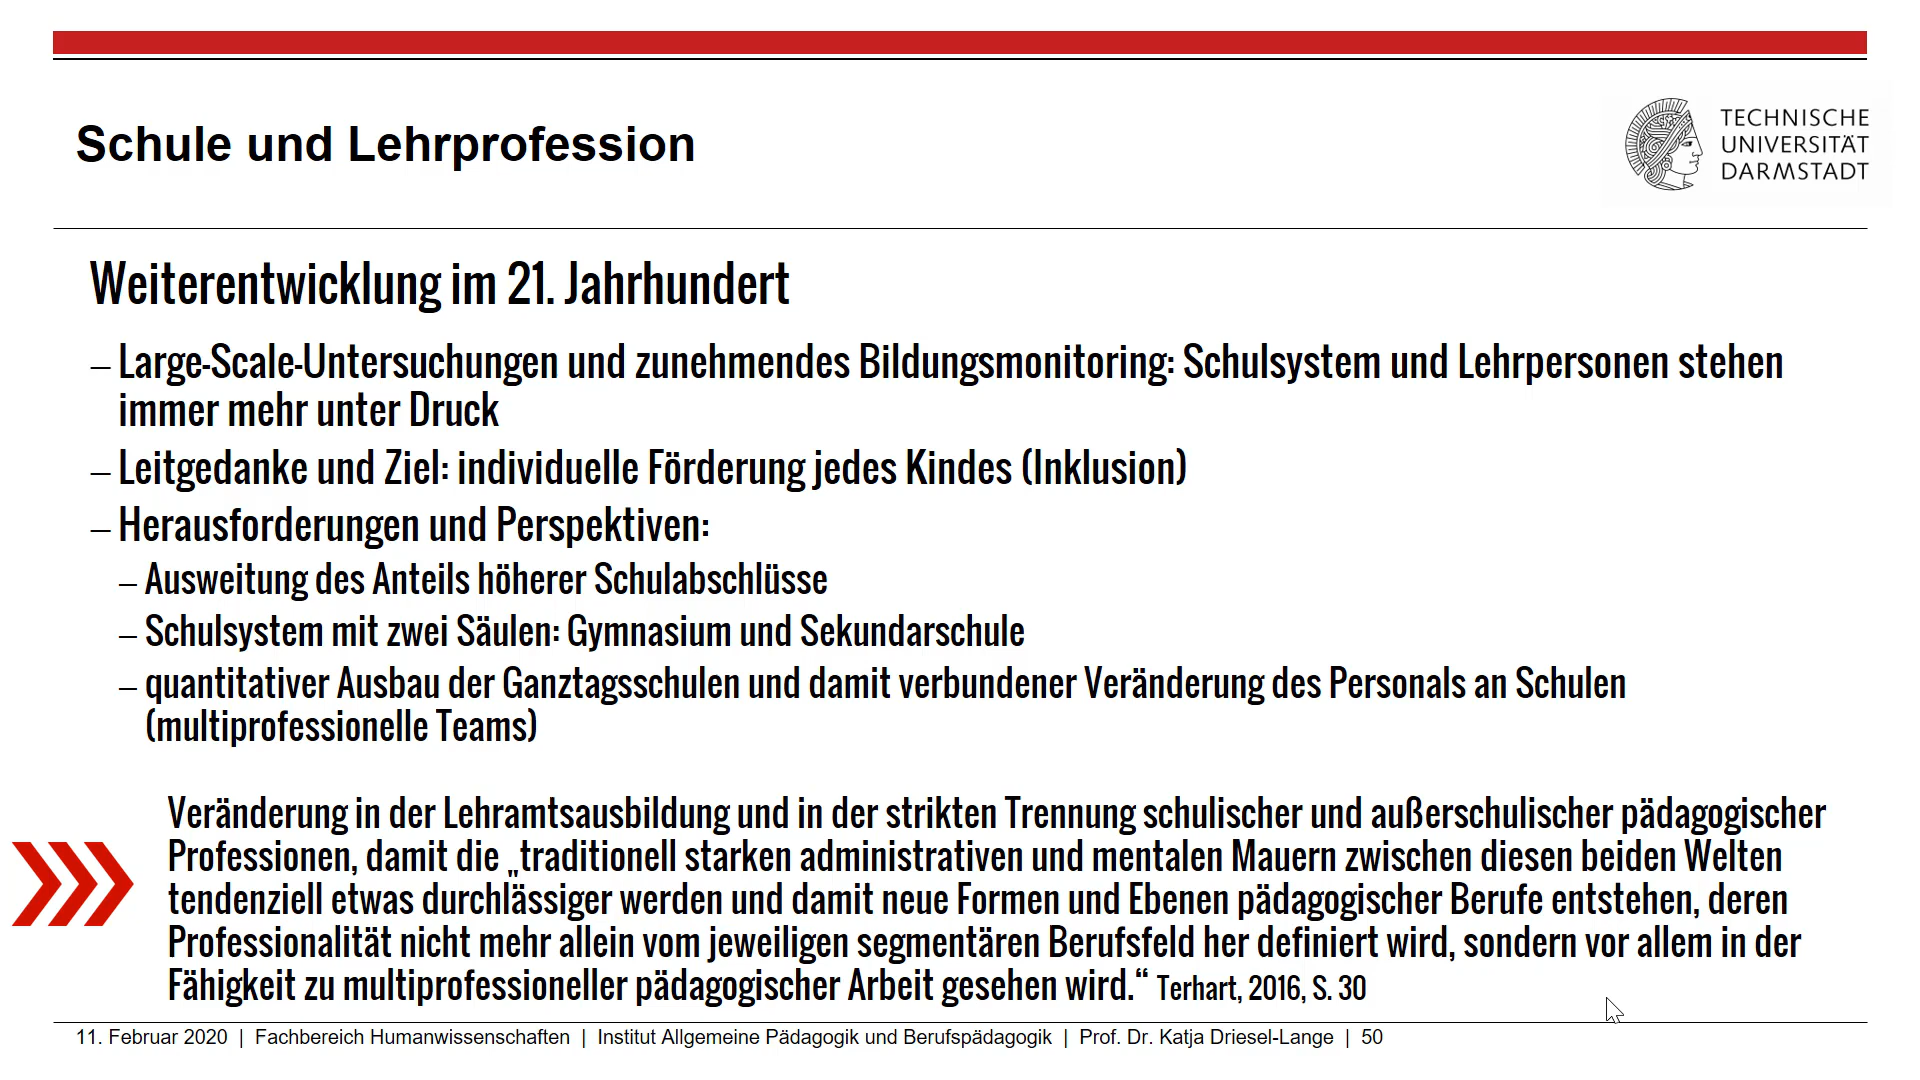 Schule und Lehrprofession
TECHNISCHE
UNIVERSITÄT
DARMSTADT
Weiterentwicklung im 21. Jahrhundert
– Large-Scale-Untersuchungen und zunehmendes Bildungsmonitoring: Schulsystem und Lehrpersonen stehen
immer mehr unter Druck
– Leitgedanke und Ziel: individuelle Förderung jedes Kindes (Inklusion)
– Herausforderungen und Perspektiven:
– Ausweitung des Anteils höherer Schulabschlüsse
– Schulsystem mit zwei Säulen: Gymnasium und Sekundarschule
– quantitativer Ausbau der Ganztagsschulen und damit verbundener Veränderung des Personals an Schulen
(multiprofessionelle Teams)
Veränderung in der Lehramtsausbildung und in der strikten Trennung schulischer und außerschulischer pädagogischer
Professionen, damit die „traditionell starken administrativen und mentalen Mauern zwischen diesen beiden Welten
tendenziell etwas durchlässiger werden und damit neue Formen und Ebenen pädagogischer Berufe entstehen, deren
Professionalität nicht mehr allein vom jeweiligen segmentären Berufsfeld her definiert wird, sondern vor allem in der
Fähigkeit zu multiprofessioneller pädagogischer Arbeit gesehen wird.“ Terhart, 2016, S. 30
11. Februar 2020 | Fachbereich Humanwissenschaften | Institut Allgemeine Pädagogik und Berufspädagogik | Prof. Dr. Katja Driesel-Lange | 50